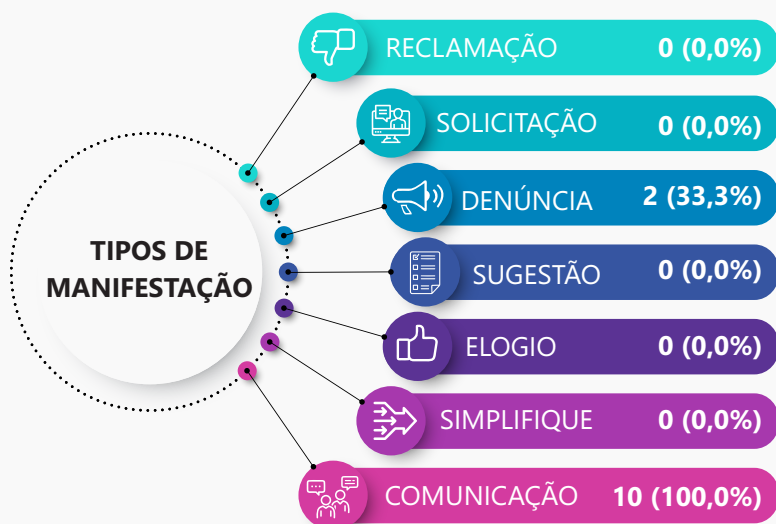 TIPOS DE
MANIFESTAÇÃO
RECLAMAÇÃO 0 (0,0%)
SOLICITAÇÃO 0 (0,0%)
DENÚNCIA 2 (33,3%)
SUGESTÃO 0 (0,0%)
ELOGIO 0 (0,0%)
SIMPLIFIQUE 0 (0,0%)
COMUNICAÇÃO 10 (100,0%)